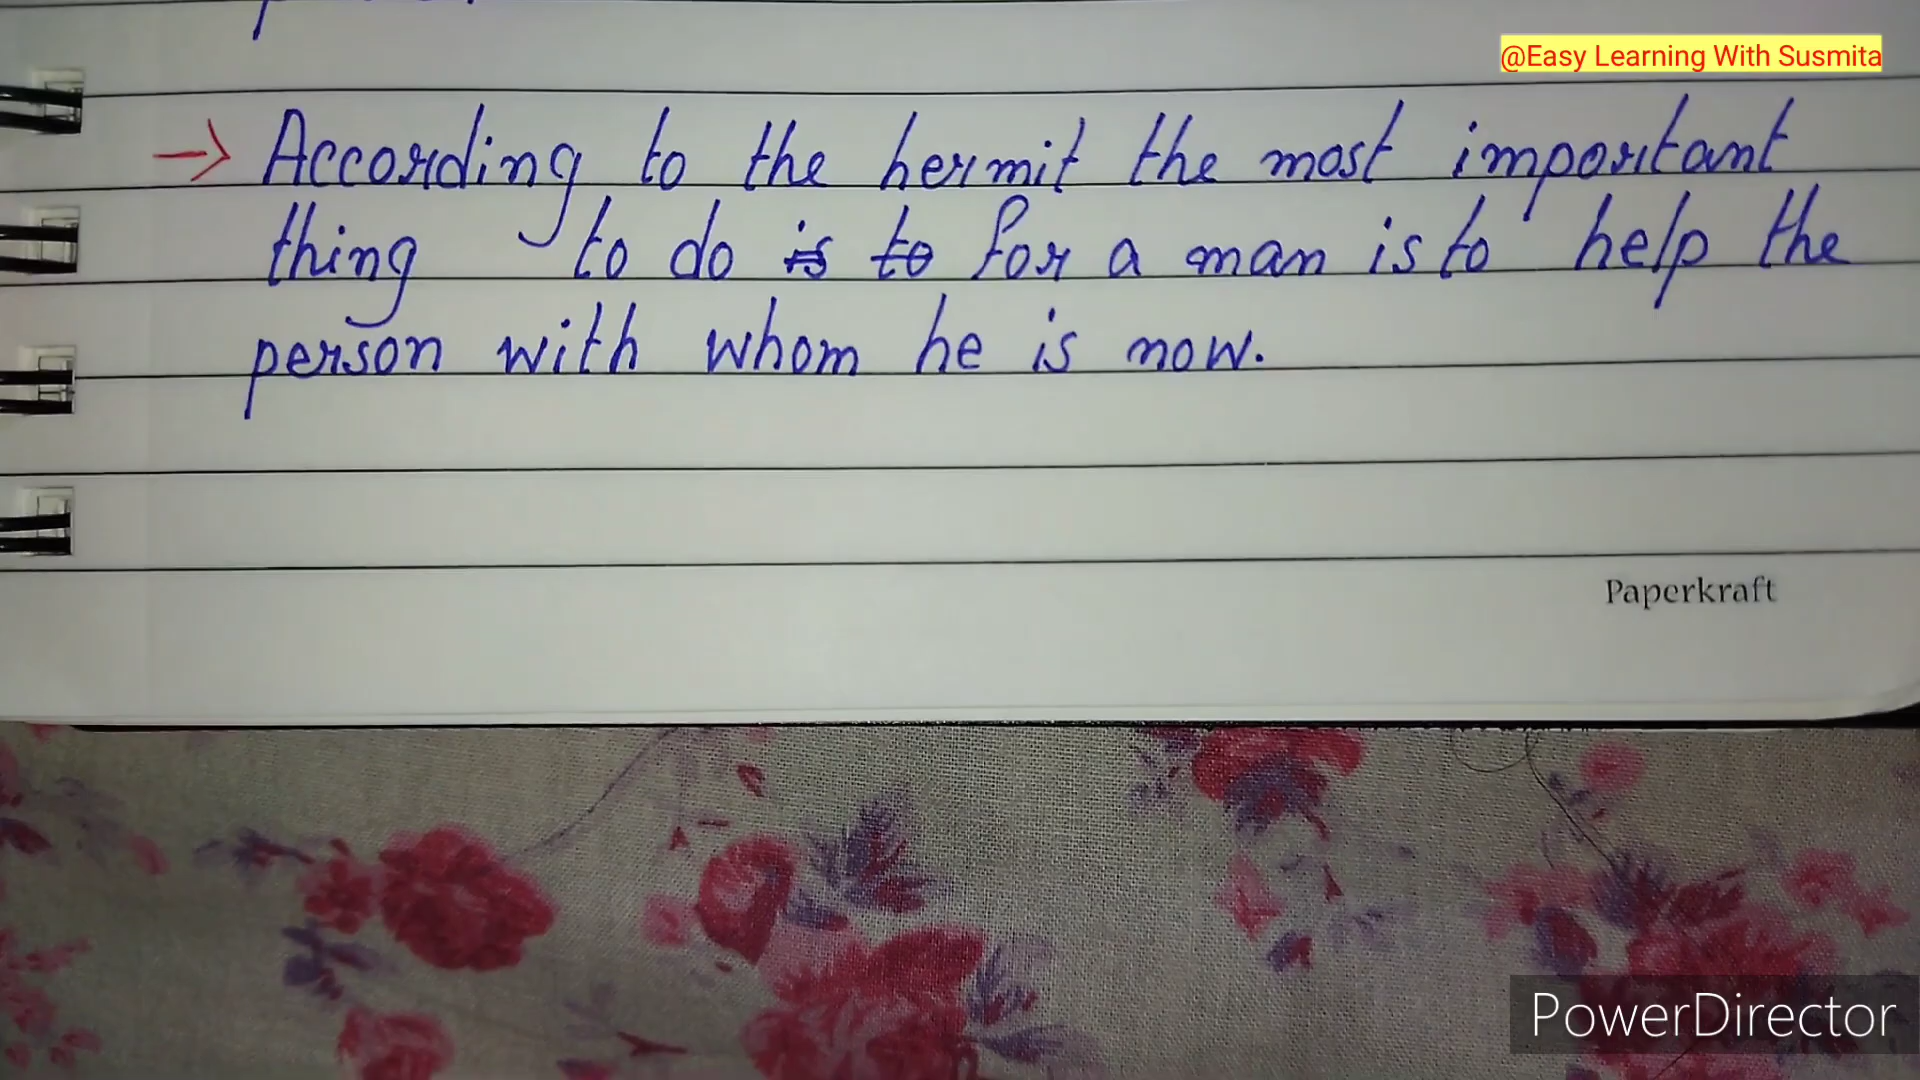 @Easy Learning With Susmita
→ According to the hermit the most important
thing to do is to for a man is to help the
person with whom he is now.
Paperkraft
PowerDirector